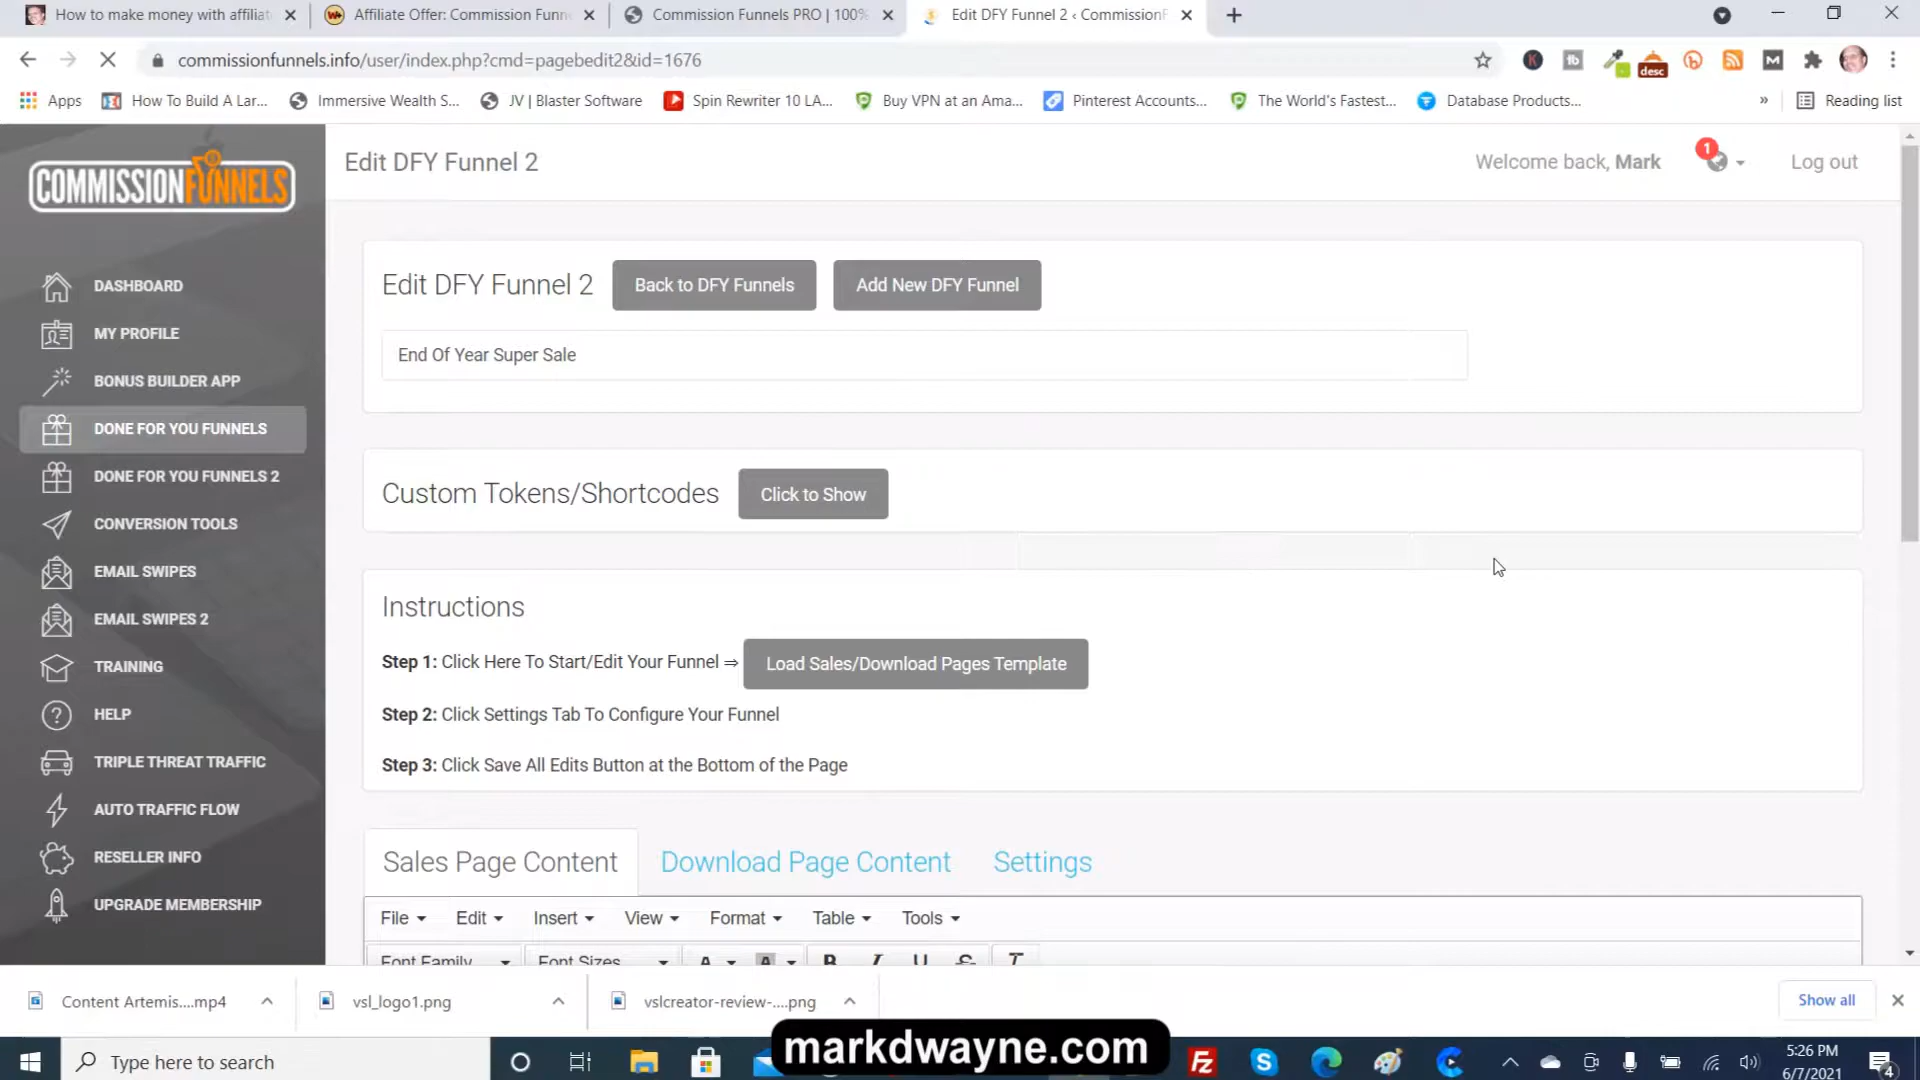 How to make money with affiliat
Affiliate Offer: Commission Funn
Commission Funnels PRO | 100%
Edit DFY Funnel 2 ‹ CommissionF
commissionfunnels.info/user/index.php?cmd=pagebedit2&id=1676
desc
Apps
How To Build A Lar...
Immersive Wealth S...
JV | Blaster Software
Spin Rewriter 10 LA...
Buy VPN at an Ama...
Pinterest Accounts...
The World's Fastest...
Database Products...
»
Reading list
COMMISSIONFUNNELS
Edit DFY Funnel 2
Welcome back, Mark
1
Log out
DASHBOARD
MY PROFILE
BONUS BUILDER APP
DONE FOR YOU FUNNELS
DONE FOR YOU FUNNELS 2
CONVERSION TOOLS
EMAIL SWIPES
EMAIL SWIPES 2
TRAINING
HELP
TRIPLE THREAT TRAFFIC
AUTO TRAFFIC FLOW
RESELLER INFO
UPGRADE MEMBERSHIP
Edit DFY Funnel 2
Back to DFY Funnels
Add New DFY Funnel
End Of Year Super Sale
Custom Tokens/Shortcodes
Click to Show
Instructions
Step 1: Click Here To Start/Edit Your Funnel ⇒
Load Sales/Download Pages Template
Step 2: Click Settings Tab To Configure Your Funnel
Step 3: Click Save All Edits Button at the Bottom of the Page
Sales Page Content
Download Page Content
Settings
File
Edit
Insert
View
Format
Table
Tools
Font Family
Font Sizes
A
A
B
I
U
S
T
Content Artemis....mp4
vsl_logo1.png
vslcreator-review-....png
Show all
markdwayne.com
Type here to search
5:26 PM
6/7/2021
4